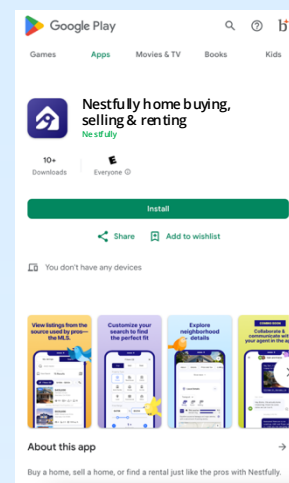 Google Play
Games Apps Movies & TV Books Kids
Nestfully home buying,
selling & renting
Nestfully
10+
Downloads
E
Everyone
Install
Share
Add to wishlist
You don't have any devices
View listings from the
source used by pros—
the MLS.
Customize your
search to find
the perfect fit
Explore
neighborhood
details
COMING SOON
Collaborate &
communicate with
your agent in the app
About this app
Buy a home, sell a home, or find a rental just like the pros with Nestfully.